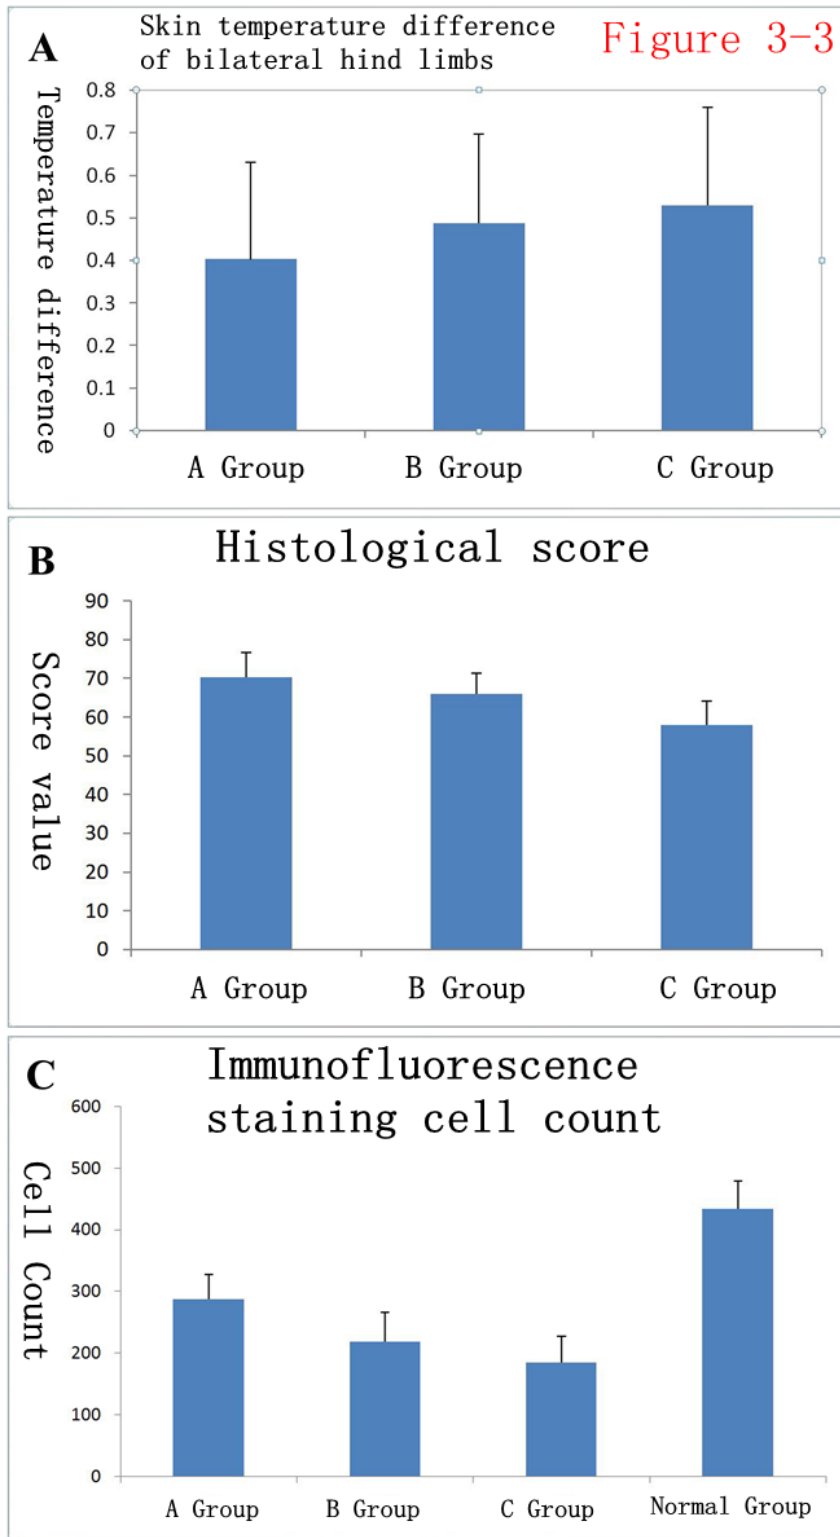 A
Skin temperature difference
of bilateral hind limbs
Figure 3-3
Temperature difference
0.8
0.7
0.6
0.5
0.4
0.3
0.2
0.1
0
A Group
B Group
C Group
B
Histological score
Score value
90
80
70
60
50
40
30
20
10
0
A Group
B Group
C Group
C
Immunofluorescence
staining cell count
Cell Count
600
500
400
300
200
100
0
A Group
B Group
C Group
Normal Group